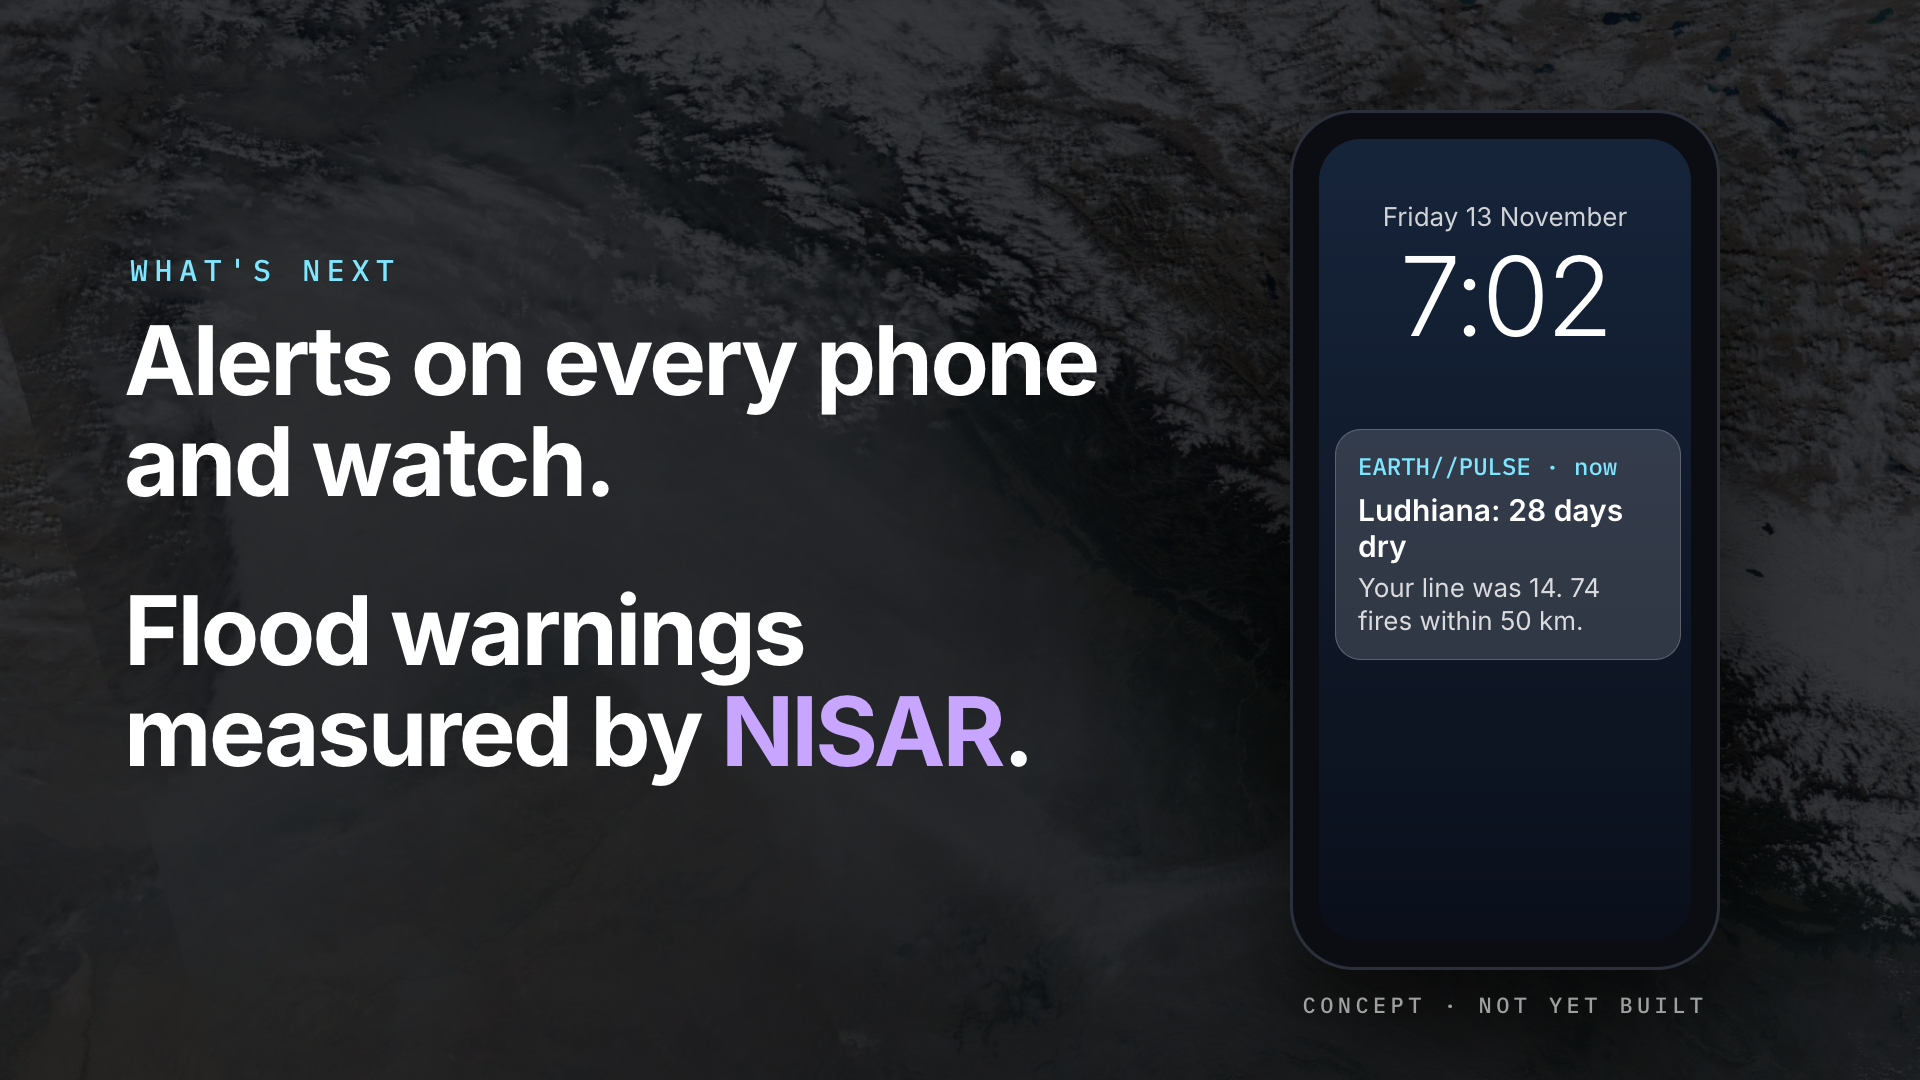 WHAT'S NEXT
Alerts on every phone
and watch.
Flood warnings
measured by NISAR.
Friday 13 November
7:02
EARTH//PULSE · now
Ludhiana: 28 days
dry
Your line was 14. 74
fires within 50 km.
CONCEPT · NOT YET BUILT